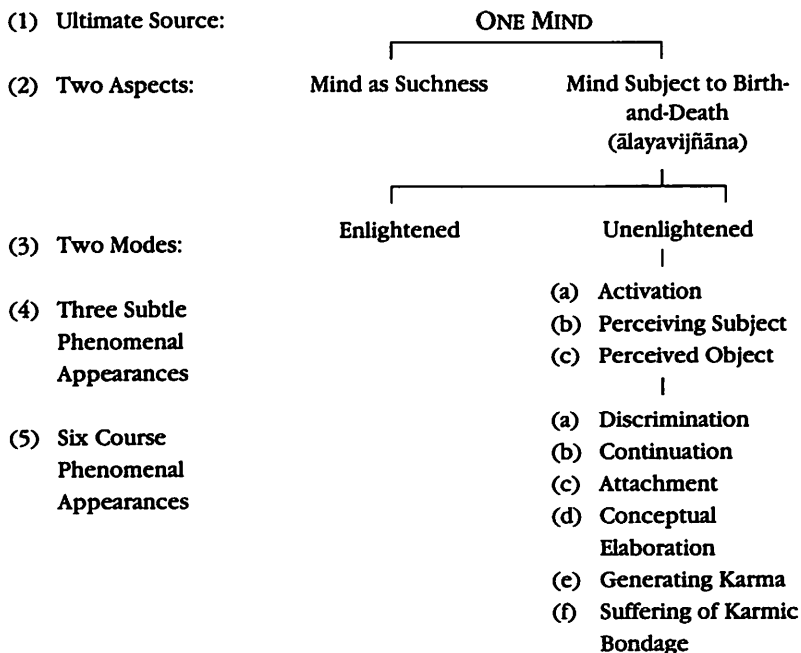 (1) Ultimate Source: ONE MIND
(2) Two Aspects: Mind as Suchness Mind Subject to Birth-
and-Death
(ālayavijñāna)
Enlightened Unenlightened
(3) Two Modes:
(a) Activation
(4) Three Subtle
(b) Perceiving Subject
Phenomenal
(c) Perceived Object
Appearances
(a) Discrimination
(5) Six Course
(b) Continuation
Phenomenal
(c) Attachment
Appearances
(d) Conceptual
Elaboration
(e) Generating Karma
(f) Suffering of Karmic
Bondage